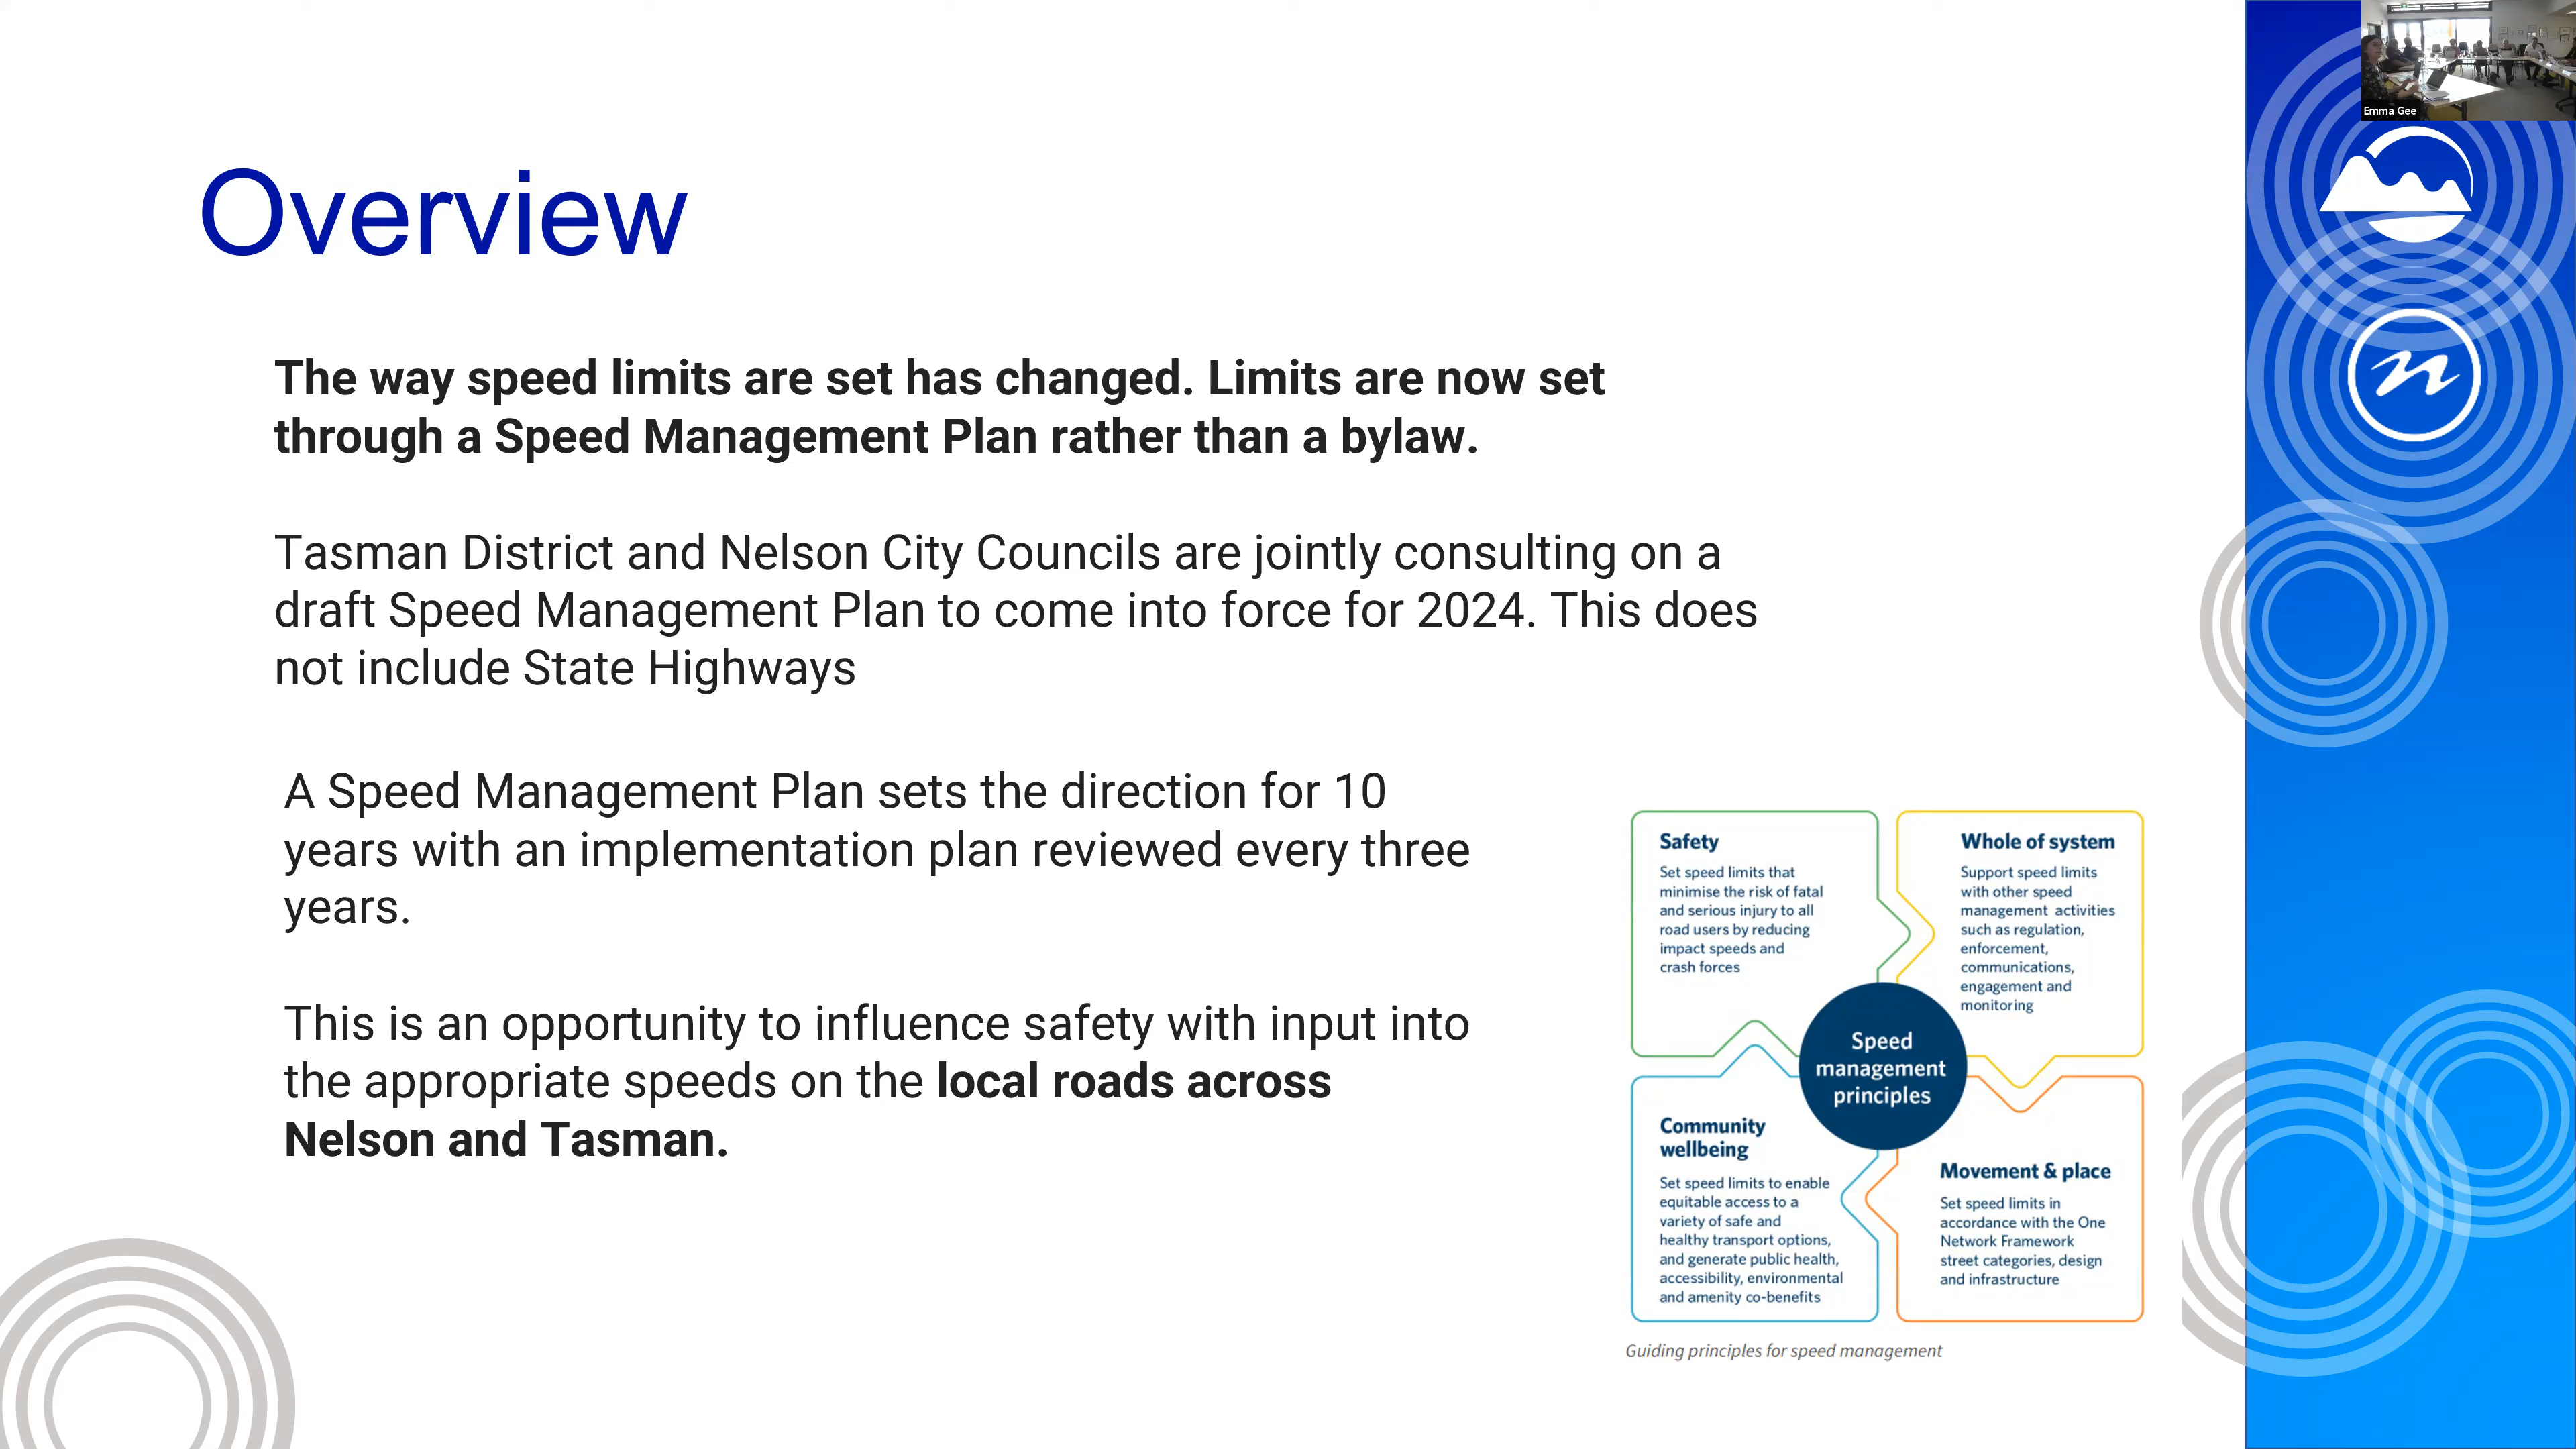 Emma Gee
Overview
The way speed limits are set has changed. Limits are now set
through a Speed Management Plan rather than a bylaw.
Tasman District and Nelson City Councils are jointly consulting on a
draft Speed Management Plan to come into force for 2024. This does
not include State Highways
A Speed Management Plan sets the direction for 10
years with an implementation plan reviewed every three
years.
This is an opportunity to influence safety with input into
the appropriate speeds on the local roads across
Nelson and Tasman.
Safety
Set speed limits that
minimise the risk of fatal
and serious injury to all
road users by reducing
impact speeds and
crash forces
Whole of system
Support speed limits
with other speed
management activities
such as regulation,
enforcement,
communications,
engagement and
monitoring
Speed
management
principles
Community
wellbeing
Set speed limits to enable
equitable access to a
variety of safe and
healthy transport options,
and generate public health,
accessibility, environmental
and amenity co-benefits
Movement & place
Set speed limits in
accordance with the One
Network Framework
street categories, design
and infrastructure
Guiding principles for speed management
n